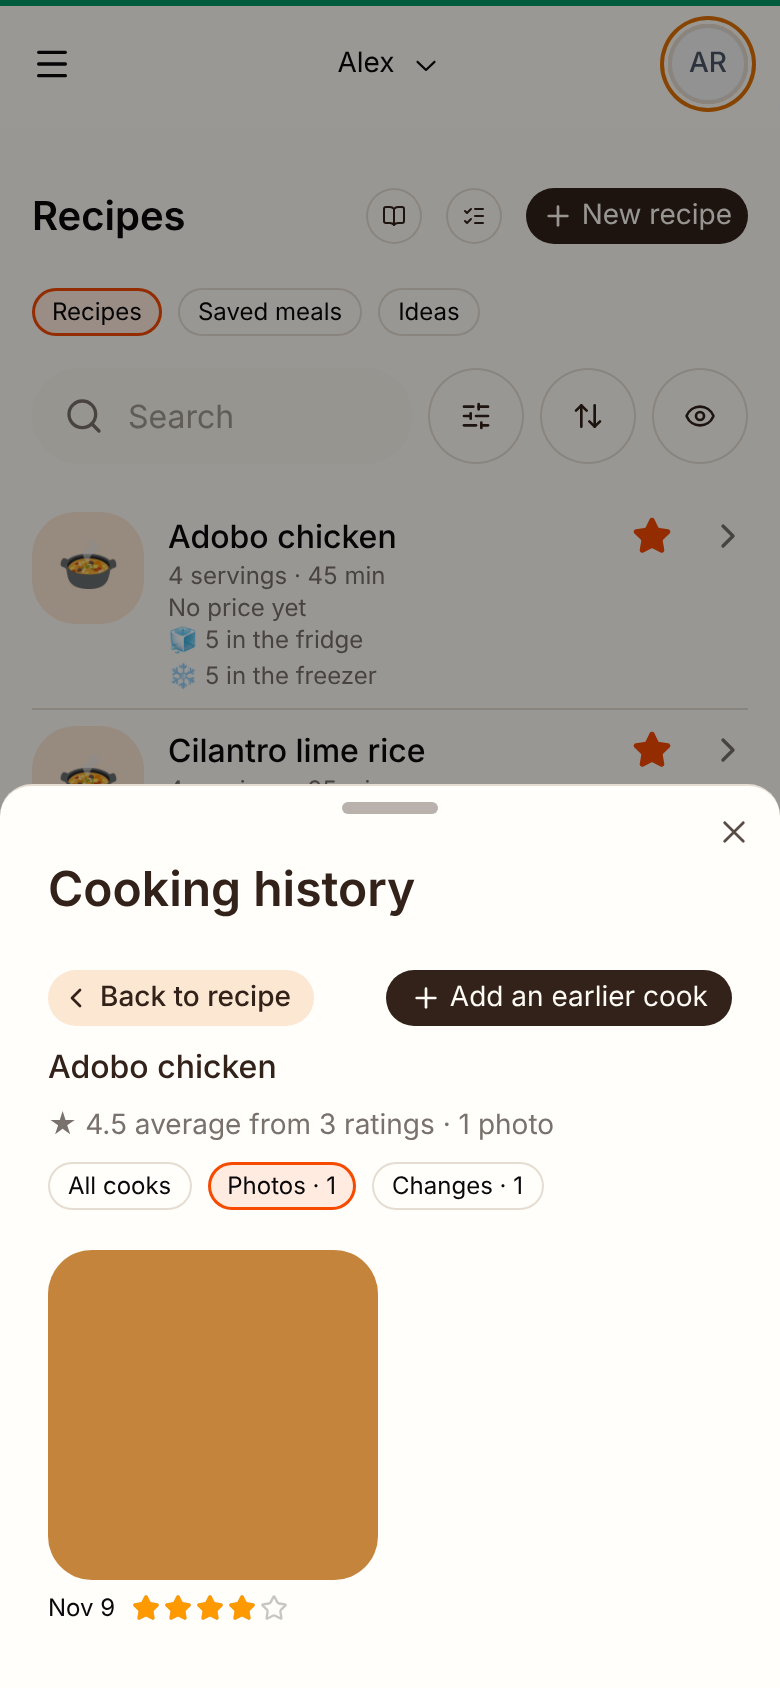 Alex
AR
Recipes
New recipe
Recipes
Saved meals
Ideas
Search
Adobo chicken
4 servings · 45 min
No price yet
5 in the fridge
5 in the freezer
Cilantro lime rice
Cooking history
Back to recipe
Add an earlier cook
Adobo chicken
★ 4.5 average from 3 ratings · 1 photo
All cooks
Photos · 1
Changes · 1
Nov 9